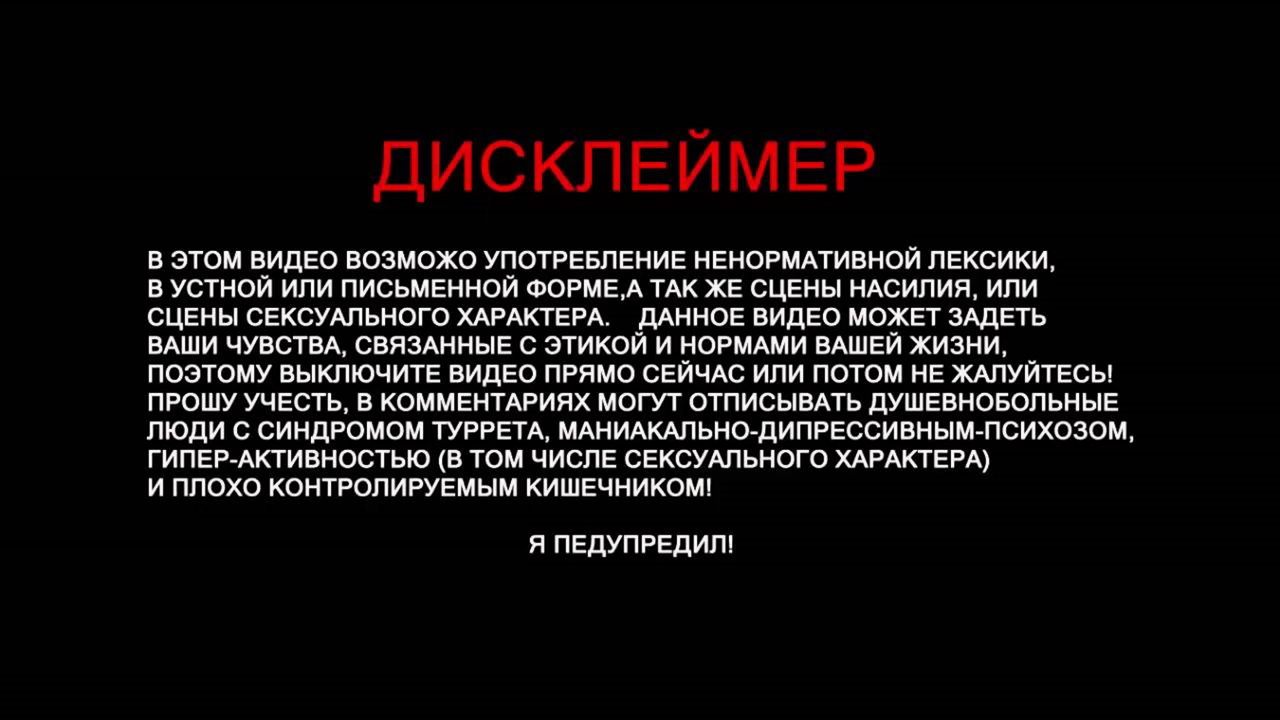 ДИСКЛЕЙМЕР
В ЭТОМ ВИДЕО ВОЗМОЖО УПОТРЕБЛЕНИЕ НЕНОРМАТИВНОЙ ЛЕКСИКИ,
В УСТНОЙ ИЛИ ПИСЬМЕННОЙ ФОРМЕ,А ТАК ЖЕ СЦЕНЫ НАСИЛИЯ, ИЛИ
СЦЕНЫ СЕКСУАЛЬНОГО ХАРАКТЕРА. ДАННОЕ ВИДЕО МОЖЕТ ЗАДЕТЬ
ВАШИ ЧУВСТВА, СВЯЗАННЫЕ С ЭТИКОЙ И НОРМАМИ ВАШЕЙ ЖИЗНИ,
ПОЭТОМУ ВЫКЛЮЧИТЕ ВИДЕО ПРЯМО СЕЙЧАС ИЛИ ПОТОМ НЕ ЖАЛУЙТЕСЬ!
ПРОШУ УЧЕСТЬ, В КОММЕНТАРИЯХ МОГУТ ОТПИСЫВАТЬ ДУШЕВНОБОЛЬНЫЕ
ЛЮДИ С СИНДРОМОМ ТУРРЕТА, МАНИАКАЛЬНО-ДИПРЕССИВНЫМ-ПСИХОЗОМ,
ГИПЕР-АКТИВНОСТЬЮ (В ТОМ ЧИСЛЕ СЕКСУАЛЬНОГО ХАРАКТЕРА)
И ПЛОХО КОНТРОЛИРУЕМЫМ КИШЕЧНИКОМ!
Я ПЕДУПРЕДИЛ!